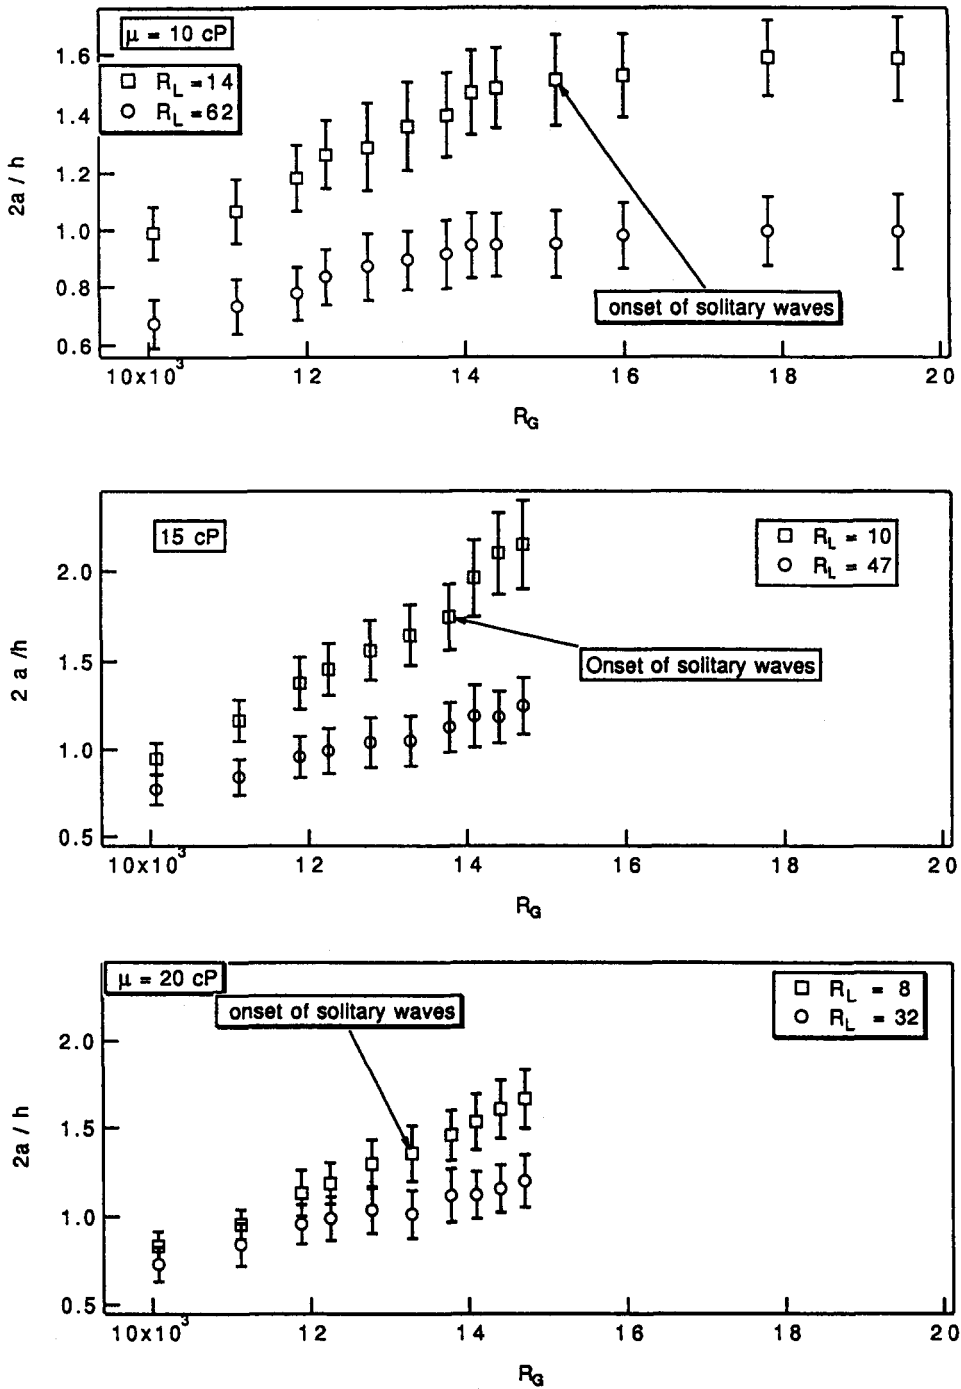 μ = 10 cP
R_L = 14
R_L = 62
1.6
1.4
1.2
1.0
0.8
0.6
2a / h
onset of solitary waves
10x10³
12
14
16
18
20
R_G
15 cP
R_L = 10
R_L = 47
2.0
1.5
1.0
0.5
2 a /h
Onset of solitary waves
10x10³
12
14
16
18
20
R_G
μ = 20 cP
onset of solitary waves
R_L = 8
R_L = 32
2.0
1.5
1.0
0.5
2a / h
10x10³
12
14
16
18
20
R_G